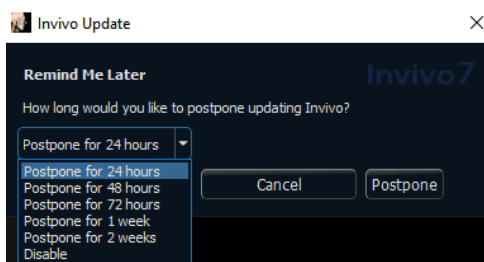 Invivo Update
Remind Me Later
Invivo7
How long would you like to postpone updating Invivo?
Postpone for 24 hours
Postpone for 24 hours
Postpone for 48 hours
Postpone for 72 hours
Postpone for 1 week
Postpone for 2 weeks
Disable
Cancel
Postpone